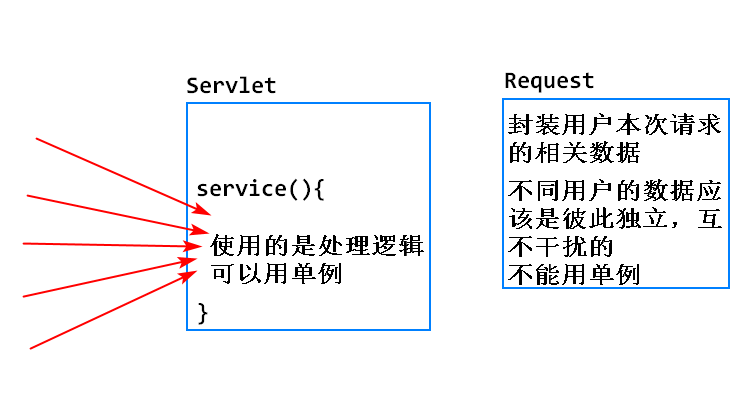 Servlet
service(){
使用的是处理逻辑
可以用单例
}
Request
封装用户本次请求
的相关数据
不同用户的数据应
该是彼此独立，互
不干扰的
不能用单例